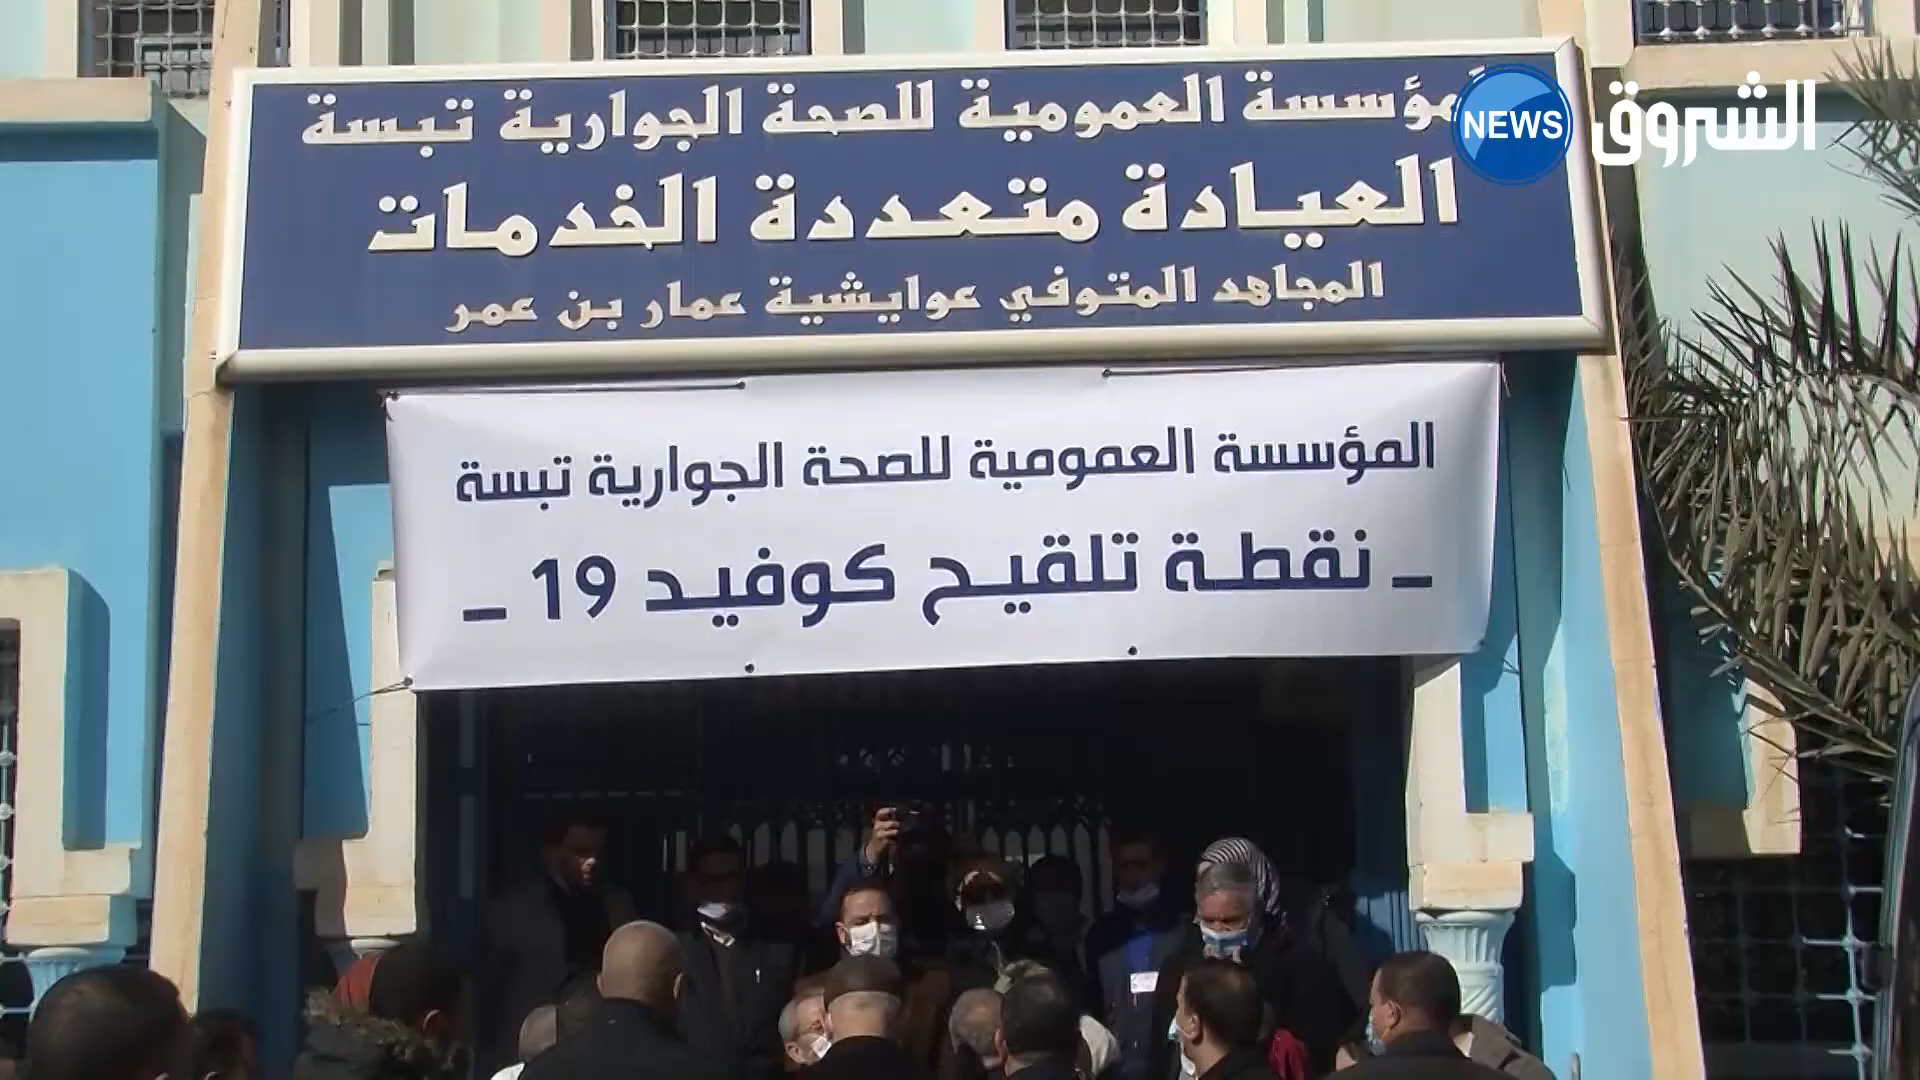 المؤسسة العمومية للصحة الجوارية تبسة
العيادة متعددة الخدمات
المجاهد المتوفي عوايشية عمار بن عمر
NEWS الشروق
المؤسسة العمومية للصحة الجوارية تبسة
_ نقطة تلقيح كوفيد 19 _